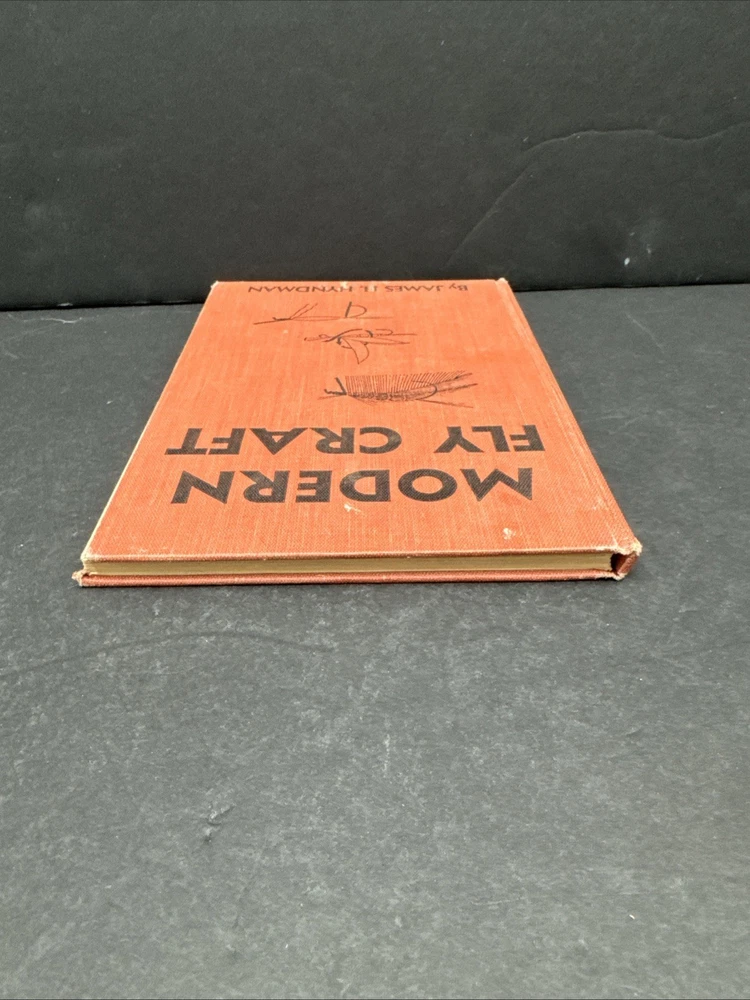 MODERN
FLY CRAFT
By JAMES H. HYNDMAN